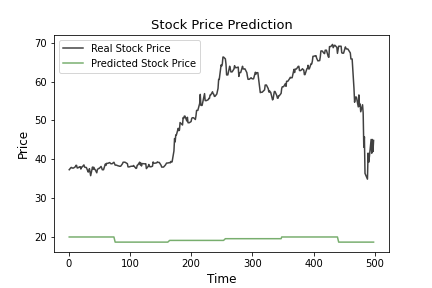 Stock Price Prediction
Real Stock Price
Predicted Stock Price
70
60
50
40
30
20
Price
0 100 200 300 400 500
Time